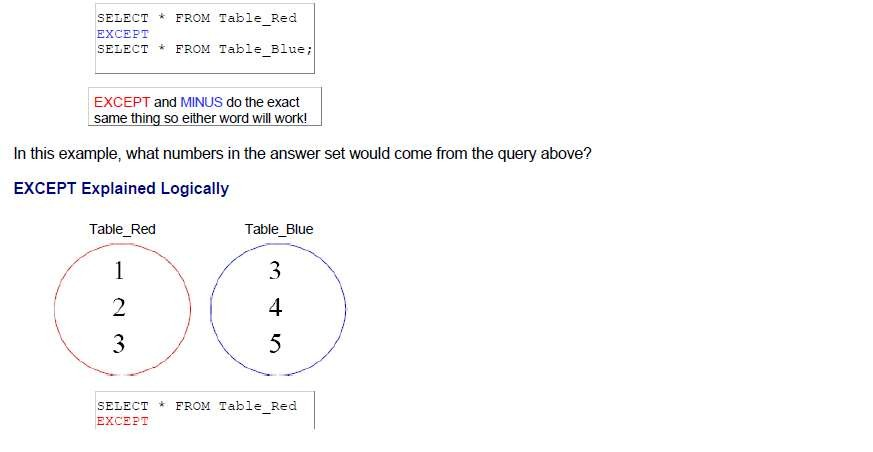 SELECT * FROM Table_Red
EXCEPT
SELECT * FROM Table_Blue;
EXCEPT and MINUS do the exact
same thing so either word will work!
In this example, what numbers in the answer set would come from the query above?
EXCEPT Explained Logically
Table_Red Table_Blue
1 3
2 4
3 5
SELECT * FROM Table_Red
EXCEPT